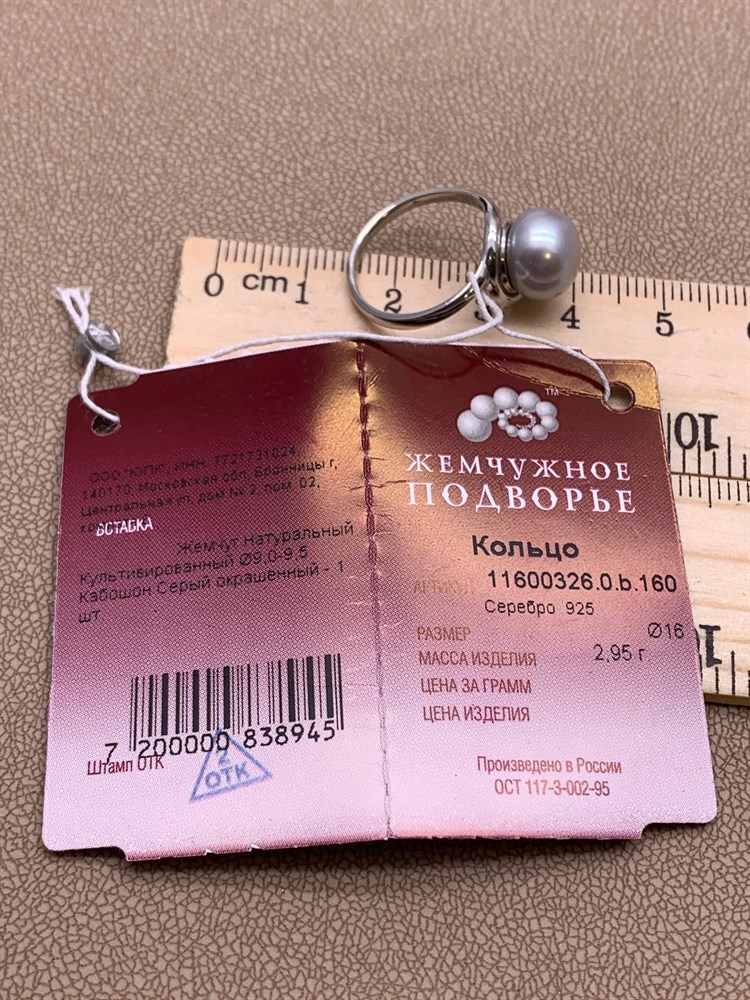 0 cm 1 2 3 4 5
10
ООО "ЮПК", ИНН: 7721731024,
140170, Московская обл. Бронницы г,
Центральная ул, дом № 2, пом. 02,
ВСТАВКА
Жемчуг натуральный
Культивированный Ø9,0-9,5
Кабошон Серый окрашенный - 1
шт.
7 200000 838945
Штамп ОТК
2
ОТК
TM
ЖЕМЧУЖНОЕ
ПОДВОРЬЕ
Кольцо
АРТИКУЛ 11600326.0.b.160
Серебро 925
РАЗМЕР Ø16
МАССА ИЗДЕЛИЯ 2,95 г.
ЦЕНА ЗА ГРАММ
ЦЕНА ИЗДЕЛИЯ
Произведено в России
ОСТ 117-3-002-95